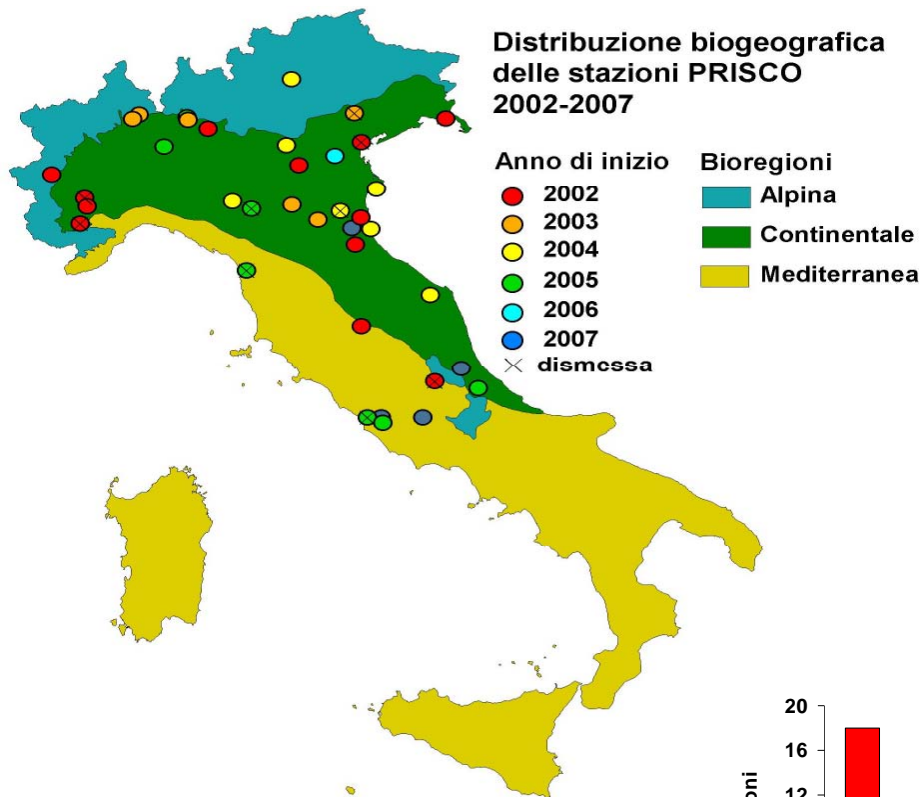 Distribuzione biogeografica
delle stazioni PRISCO
2002-2007
Anno di inizio
2002
2003
2004
2005
2006
2007
dismessa
Bioregioni
Alpina
Continentale
Mediterranea
20
16
12
oni